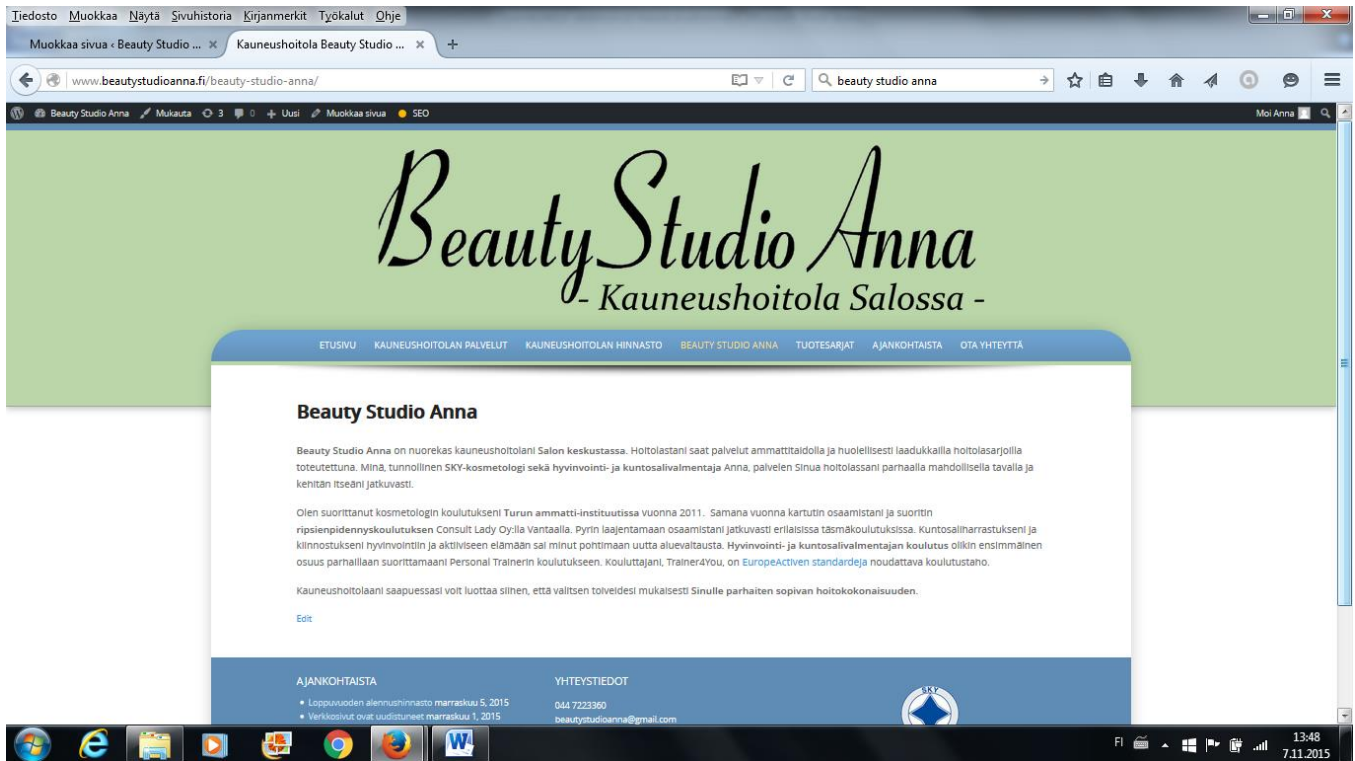 Tiedosto Muokkaa Näytä Sivuhistoria Kirjanmerkit Työkalut Ohje
Muokkaa sivua ‹ Beauty Studio ... × Kauneushoitola Beauty Studio ... × +
www.beautystudioanna.fi/beauty-studio-anna/ beauty studio anna
Beauty Studio Anna Mukauta 3 0 + Uusi Muokkaa sivua SEO Moi Anna
Beauty Studio Anna
- Kauneushoitola Salossa -
ETUSIVU KAUNEUSHOITOLAN PALVELUT KAUNEUSHOITOLAN HINNASTO BEAUTY STUDIO ANNA TUOTESARJAT AJANKOHTAISTA OTA YHTEYTTÄ
Beauty Studio Anna
Beauty Studio Anna on nuorekas kauneushoitolani Salon keskustassa. Hoitolastani saat palvelut ammattitaidolla ja huolellisesti laadukkailla hoitolasarjoilla
toteutettuna. Minä, tunnollinen SKY-kosmetologi sekä hyvinvointi- ja kuntosalivalmentaja Anna, palvelen Sinua hoitolassani parhaalla mahdollisella tavalla ja
kehitän itseäni jatkuvasti.
Olen suorittanut kosmetologin koulutukseni Turun ammatti-instituutissa vuonna 2011. Samana vuonna kartutin osaamistani ja suoritin
ripsienpidennyskoulutuksen Consult Lady Oy:lla Vantaalla. Pyrin laajentamaan osaamistani jatkuvasti erilaisissa täsmäkoulutuksissa. Kuntosaliharrastukseni ja
kiinnostukseni hyvinvointiin ja aktiiviseen elämään sai minut pohtimaan uutta aluevaltausta. Hyvinvointi- ja kuntosalivalmentajan koulutus olikin ensimmäinen
osuus parhaillaan suorittamaani Personal Trainerin koulutukseen. Kouluttajani, Trainer4You, on EuropeActiven standardeja noudattava koulutustaho.
Kauneushoitolaani saapuessasi voit luottaa siihen, että valitsen toiveidesi mukaisesti Sinulle parhaiten sopivan hoitokokonaisuuden.
Edit
AJANKOHTAISTA YHTEYSTIEDOT
SKY
• Loppuvuoden alennushinnasto marraskuu 5, 2015 044 7223360
• Verkkosivut ovat uudistuneet marraskuu 1, 2015 beautystudioanna@gmail.com
FI 13:48
7.11.2015